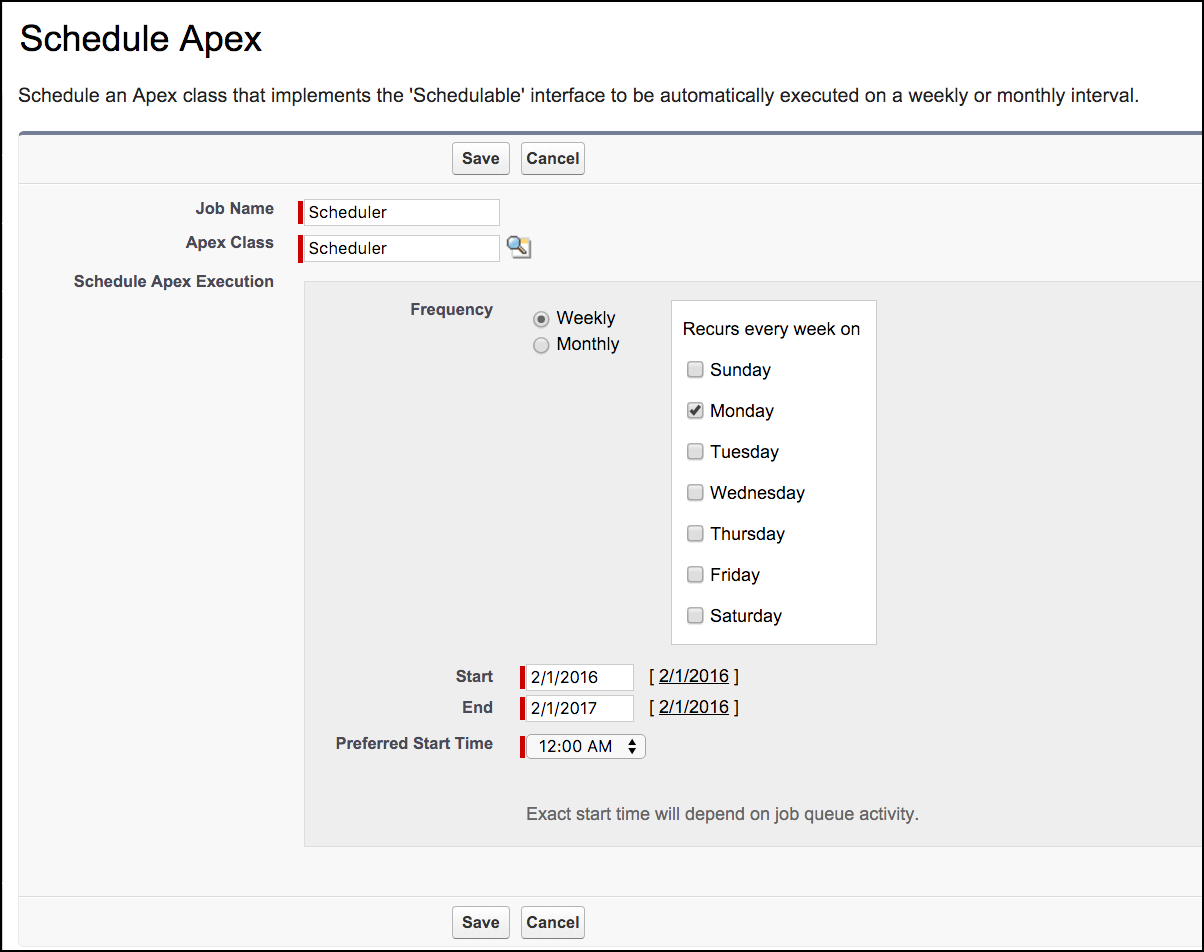 Schedule Apex
Schedule an Apex class that implements the 'Schedulable' interface to be automatically executed on a weekly or monthly interval.
Save Cancel
Job Name Scheduler
Apex Class Scheduler
Schedule Apex Execution
Frequency Weekly
Monthly
Recurs every week on
Sunday
Monday
Tuesday
Wednesday
Thursday
Friday
Saturday
Start 2/1/2016 [ 2/1/2016 ]
End 2/1/2017 [ 2/1/2016 ]
Preferred Start Time 12:00 AM
Exact start time will depend on job queue activity.
Save Cancel